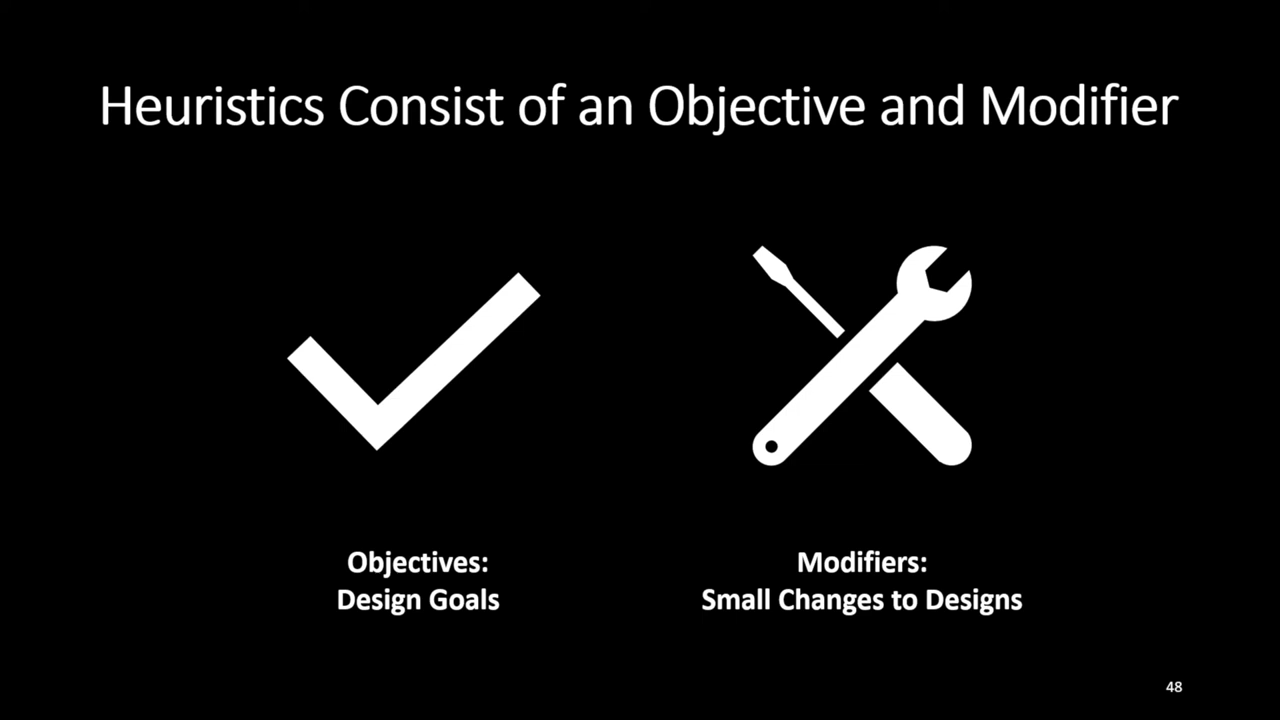 Heuristics Consist of an Objective and Modifier
Objectives:
Design Goals
Modifiers:
Small Changes to Designs
48